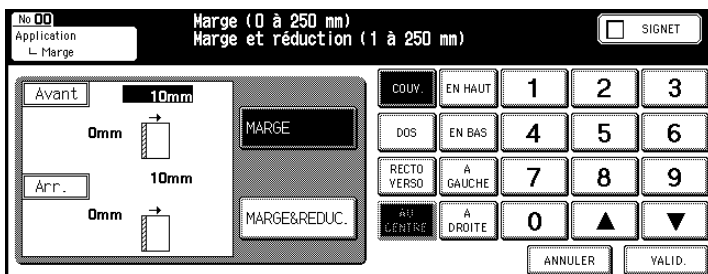 No 00
Application
Marge
Marge (0 à 250 mm)
Marge et réduction (1 à 250 mm)
SIGNET
Avant
10mm
0mm
Arr.
10mm
0mm
MARGE
MARGE&REDUC.
COUV.
EN HAUT
1
2
3
DOS
EN BAS
4
5
6
RECTO
VERSO
A
GAUCHE
7
8
9
AU
CENTRE
A
DROITE
0
ANNULER
VALID.